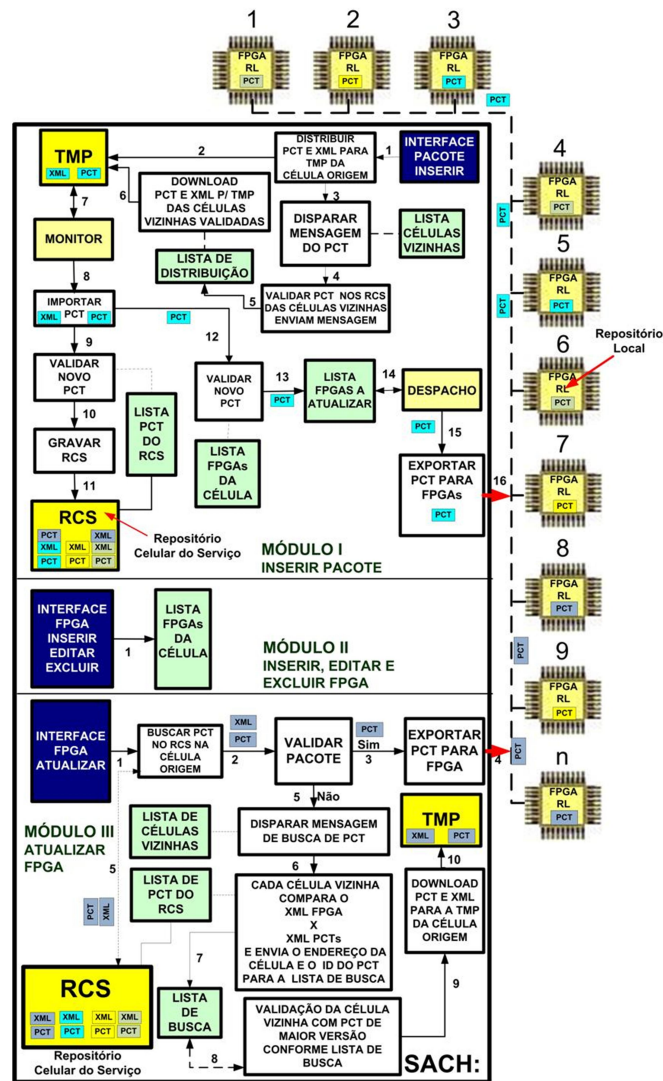 1
2
3
FPGA
RL
PCT
FPGA
RL
PCT
FPGA
RL
PCT
PCT
TMP
XML PCT
2
DISTRIBUIR
PCT E XML PARA
TMP DA
CÉLULA ORIGEM
1
INTERFACE
PACOTE
INSERIR
6
DOWNLOAD
PCT E XML P/ TMP
DAS CÉLULAS
VIZINHAS VALIDADAS
3
7
DISPARAR
MENSAGEM
DO PCT
LISTA
CÉLULAS
VIZINHAS
MONITOR
LISTA DE
DISTRIBUIÇÃO
4
8
5
VALIDAR PCT NOS RCS
DAS CÉLULAS VIZINHAS
ENVIAM MENSAGEM
IMPORTAR
XML PCT PCT
PCT
9
12
VALIDAR
NOVO
PCT
VALIDAR
NOVO PCT
13
PCT
LISTA
FPGAS A
ATUALIZAR
14
DESPACHO
10
LISTA
PCT DO
RCS
PCT
15
GRAVAR
RCS
LISTA
FPGAs
DA
CÉLULA
EXPORTAR
PCT PARA
FPGAs
PCT
16
11
RCS
PCT XML
XML XML XML
PCT PCT PCT
Repositório
Celular do Serviço
MÓDULO I
INSERIR PACOTE
INTERFACE
FPGA
INSERIR
EDITAR
EXCLUIR
1
LISTA
FPGAs
DA
CÉLULA
MÓDULO II
INSERIR, EDITAR E
EXCLUIR FPGA
INTERFACE
FPGA
ATUALIZAR
1
BUSCAR PCT
NO RCS NA
CÉLULA
ORIGEM
XML
PCT
2
VALIDAR
PACOTE
PCT
Sim
3
EXPORTAR
PCT PARA
FPGA
4
5
Não
MÓDULO III
ATUALIZAR
FPGA
5
LISTA DE
CÉLULAS
VIZINHAS
DISPARAR MENSAGEM
DE BUSCA DE PCT
TMP
XML PCT
6
10
PCT XML
LISTA DE
PCT DO
RCS
CADA CÉLULA VIZINHA
COMPARA O
XML FPGA
X
XML PCTs
E ENVIA O ENDEREÇO DA
CÉLULA E O ID DO PCT
PARA A LISTA DE BUSCA
DOWNLOAD
PCT E XML
PARA A TMP
DA CÉLULA
ORIGEM
7
9
RCS
XML XML XML XML
PCT PCT PCT PCT
Repositório
Celular do Serviço
LISTA
DE
BUSCA
8
VALIDAÇÃO DA CÉLULA
VIZINHA COM PCT DE
MAIOR VERSÃO
CONFORME LISTA DE
BUSCA
SACH:
4
PCT
FPGA
RL
PCT
5
PCT
FPGA
RL
PCT
6
Repositório
Local
FPGA
RL
PCT
7
FPGA
RL
PCT
8
FPGA
RL
PCT
PCT
9
FPGA
RL
PCT
PCT
n
FPGA
RL
PCT